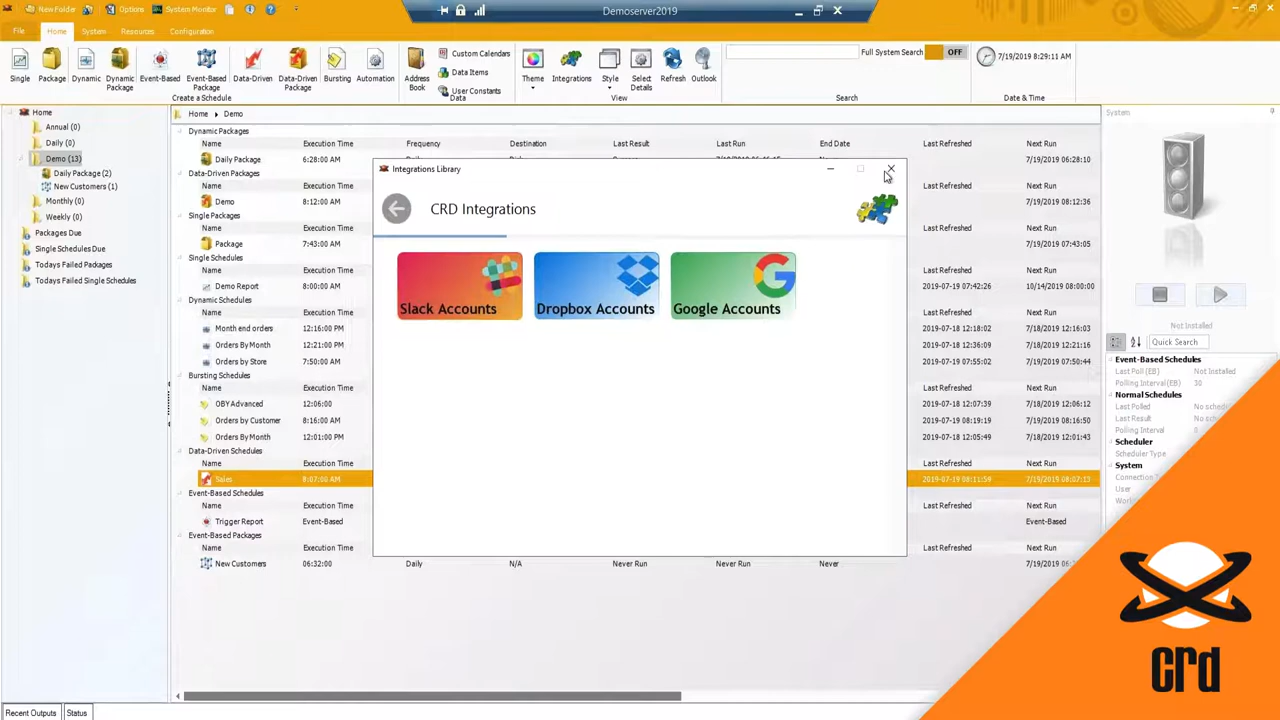 New Folder Options System Monitor
Demoserver2019
File Home System Resources Configuration
Single Package Dynamic Dynamic Package Event-Based Event-Based Package Data-Driven Data-Driven Package Bursting Automation
Create a Schedule
Address Book Custom Calendars Data Items User Constants
Data
Theme Integrations Style Select Details Refresh Outlook
View
Full System Search OFF
Search
7/19/2019 8:29:11 AM
Date & Time
Home
Annual (0)
Daily (0)
Demo (13)
Daily Package (2)
New Customers (1)
Monthly (0)
Weekly (0)
Packages Due
Single Schedules Due
Todays Failed Packages
Todays Failed Single Schedules
Home Demo
Dynamic Packages
Name Execution Time Frequency Destination Last Result Last Run End Date Last Refreshed Next Run
Daily Package 6:28:00 AM 7/19/2019 06:28:10
Data-Driven Packages
Name Execution Time Last Refreshed Next Run
Demo 8:12:00 AM 7/19/2019 08:12:36
Single Packages
Name Execution Time Last Refreshed Next Run
Package 7:43:00 AM 7/19/2019 07:43:05
Single Schedules
Name Execution Time Last Refreshed Next Run
Demo Report 8:00:00 AM 2019-07-18 07:42:26 10/14/2019 08:00:00
Dynamic Schedules
Name Execution Time Last Refreshed Next Run
Month end orders 12:16:00 PM 2019-07-18 12:18:02 7/18/2019 12:16:03
Orders By Month 12:21:00 PM 2019-07-18 12:36:09 7/18/2019 12:21:16
Orders by Store 7:50:00 AM 2019-07-18 07:55:02 7/19/2019 07:50:44
Bursting Schedules
Name Execution Time Last Refreshed Next Run
OBY Advanced 12:06:00 2019-07-18 12:07:39 7/19/2019 12:06:12
Orders by Customer 8:16:00 AM 2019-07-18 08:19:19 7/19/2019 08:16:50
Orders By Month 12:01:00 PM 2019-07-18 12:05:49 7/18/2019 12:01:43
Data-Driven Schedules
Name Execution Time Last Refreshed Next Run
Sales 8:07:00 AM 2019-07-19 08:11:59 7/19/2019 08:07:12
Event-Based Schedules
Name Execution Time Last Refreshed Next Run
Trigger Report Event-Based Event-Based
Event-Based Packages
Name Execution Time Last Refreshed Next Run
New Customers 06:32:00 Daily N/A Never Run Never Run Never
Integrations Library
CRD Integrations
Slack Accounts Dropbox Accounts Google Accounts
System
Not Installed
Quick Search
Event-Based Schedules
Last Poll (EB) Not Installed
Polling Interval(EB) 30
Normal Schedules
Last Polled
Last Result
Polling Interval
Scheduler
Scheduler Type
System
User
crd
Recent Outputs Status